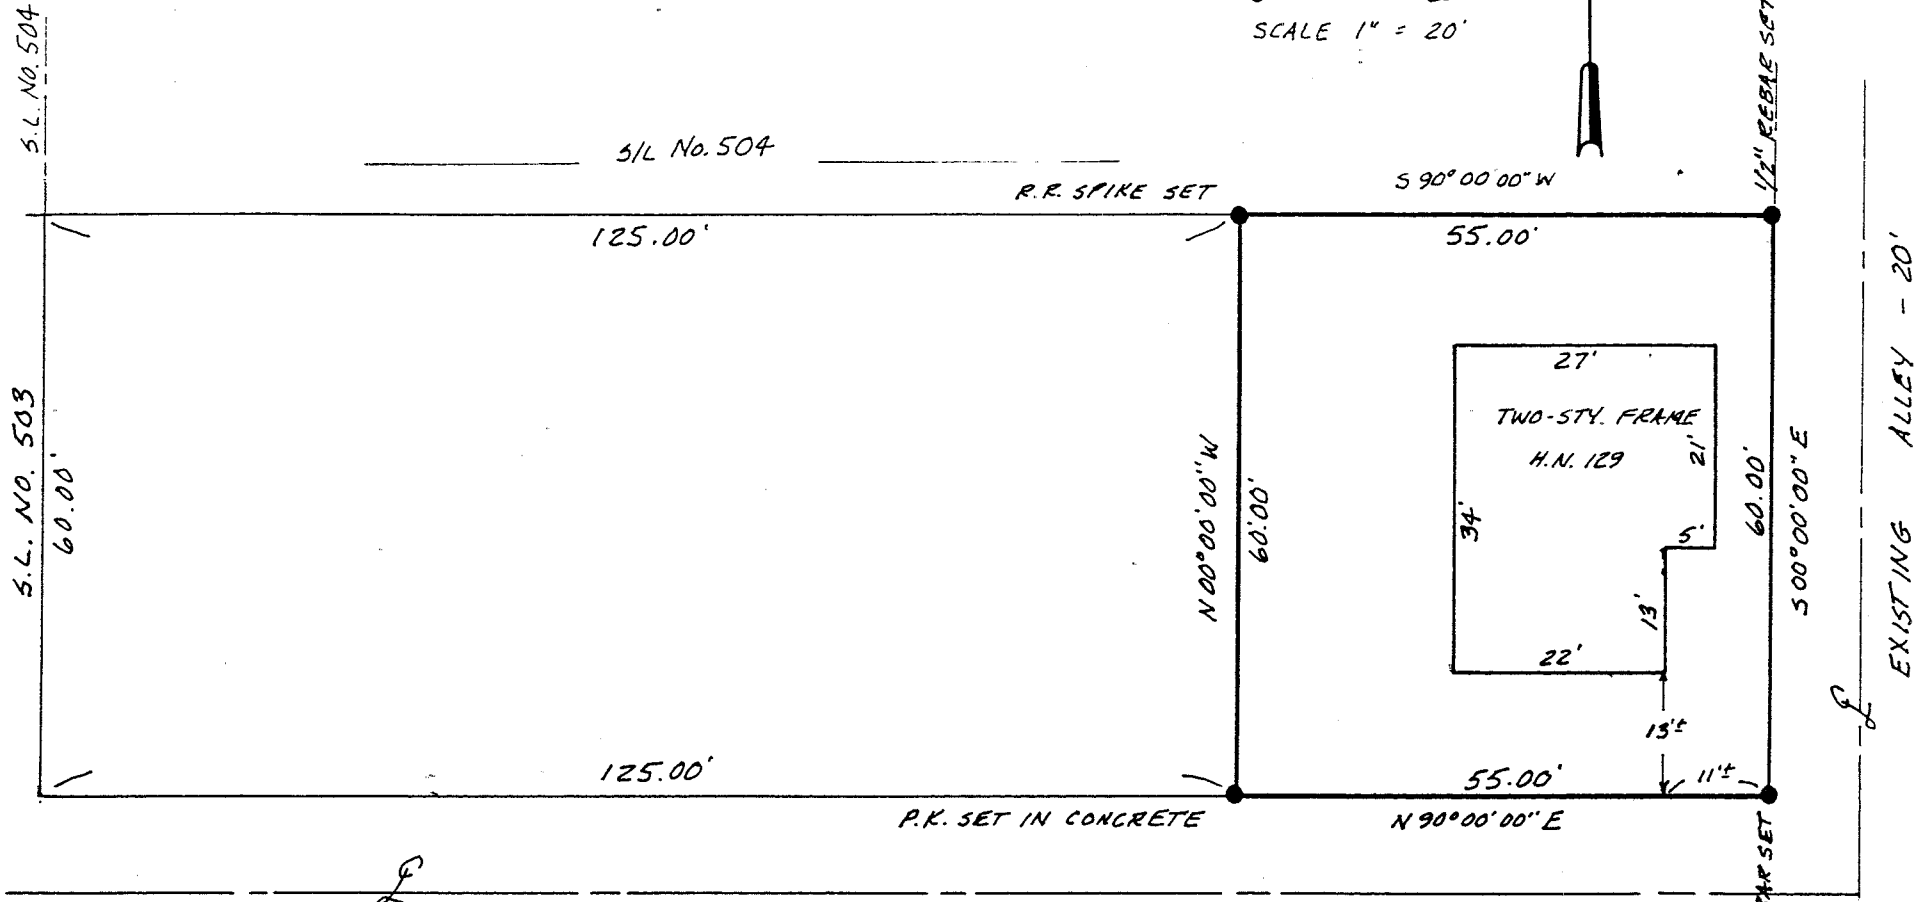 SCALE 1" = 20'
S.L. No. 504
1/2" REBAR SET
S/L No. 504
R.R. SPIKE SET
S 90° 00' 00" W
125.00'
55.00'
EXISTING ALLEY - 20'
27'
TWO-STY. FRAME
H.N. 129
21'
S.L. NO. 503
60.00'
N 00°00'00" W
60.00'
34'
60.00'
S 00°00'00" E
5'
13'
22'
13'±
125.00'
55.00'
11'±
P.K. SET IN CONCRETE
N 90°00'00" E
AR SET